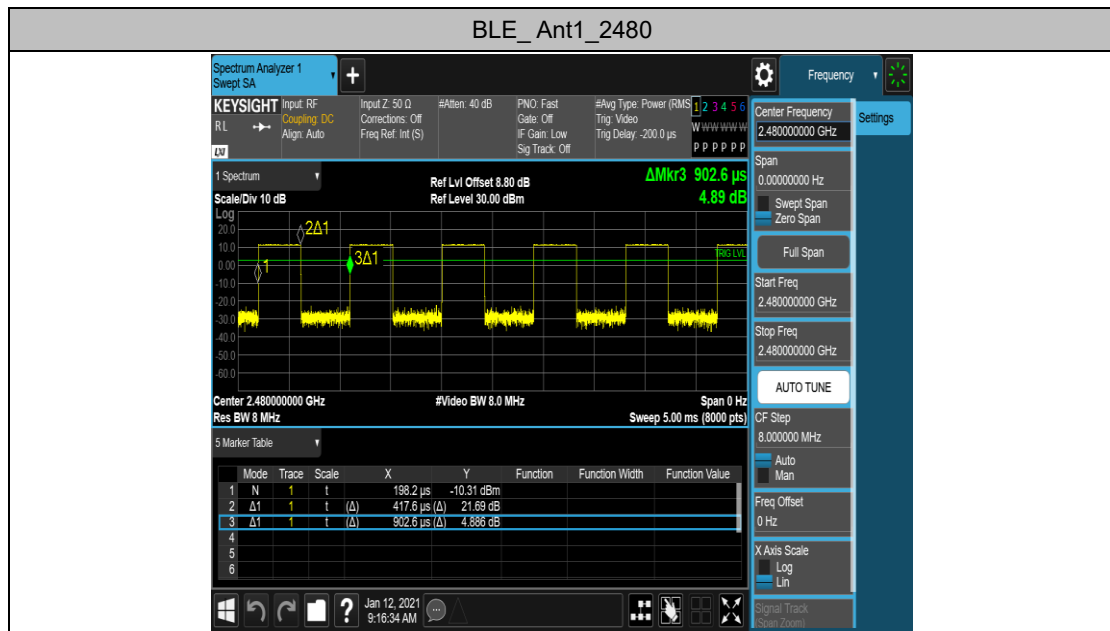 BLE_ Ant1_2480
Spectrum Analyzer 1
Swept SA
Frequency
KEYSIGHT
RL
LXI
Input: RF
Coupling: DC
Align: Auto
Input Z: 50 Ω
Corrections: Off
Freq Ref: Int (S)
#Atten: 40 dB
PNO: Fast
Gate: Off
IF Gain: Low
Sig Track: Off
#Avg Type: Power (RMS
Trig: Video
Trig Delay: -200.0 µs
1 2 3 4 5 6
W W W W W W
P P P P P P
1 Spectrum
Scale/Div 10 dB
Ref Lvl Offset 8.80 dB
Ref Level 30.00 dBm
ΔMkr3 902.6 µs
4.89 dB
Log
20.0
10.0
0.00
-10.0
-20.0
-30.0
-40.0
-50.0
-60.0
1
2Δ1
3Δ1
TRIG LVL
Center 2.480000000 GHz
#Video BW 8.0 MHz
Span 0 Hz
Res BW 8 MHz
Sweep 5.00 ms (8000 pts)
5 Marker Table
Mode Trace Scale X Y Function Function Width Function Value
1 N 1 t 198.2 µs -10.31 dBm
2 Δ1 1 t (Δ) 417.6 µs (Δ) 21.69 dB
3 Δ1 1 t (Δ) 902.6 µs (Δ) 4.886 dB
4
5
6
Jan 12, 2021
9:16:34 AM
Settings
Center Frequency
2.480000000 GHz
Span
0.00000000 Hz
Swept Span
Zero Span
Full Span
Start Freq
2.480000000 GHz
Stop Freq
2.480000000 GHz
AUTO TUNE
CF Step
8.000000 MHz
Auto
Man
Freq Offset
0 Hz
X Axis Scale
Log
Lin
Signal Track
(Span Zoom)